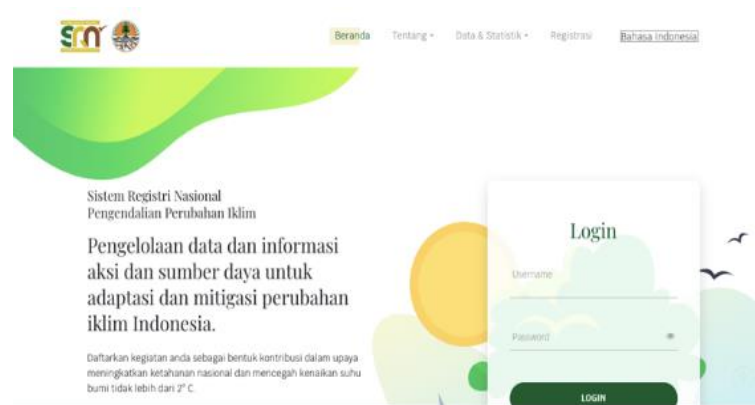 SRN
Beranda Tentang Data & Statistik Registrasi Bahasa Indonesia
Sistem Registri Nasional
Pengendalian Perubahan Iklim
Pengelolaan data dan informasi
aksi dan sumber daya untuk
adaptasi dan mitigasi perubahan
iklim Indonesia.
Daftarkan kegiatan anda sebagai bentuk kontribusi dalam upaya
meningkatkan ketahanan nasional dan mencegah kenaikan suhu
bumi tidak lebih dari 2° C
Login
Username
Password
LOGIN